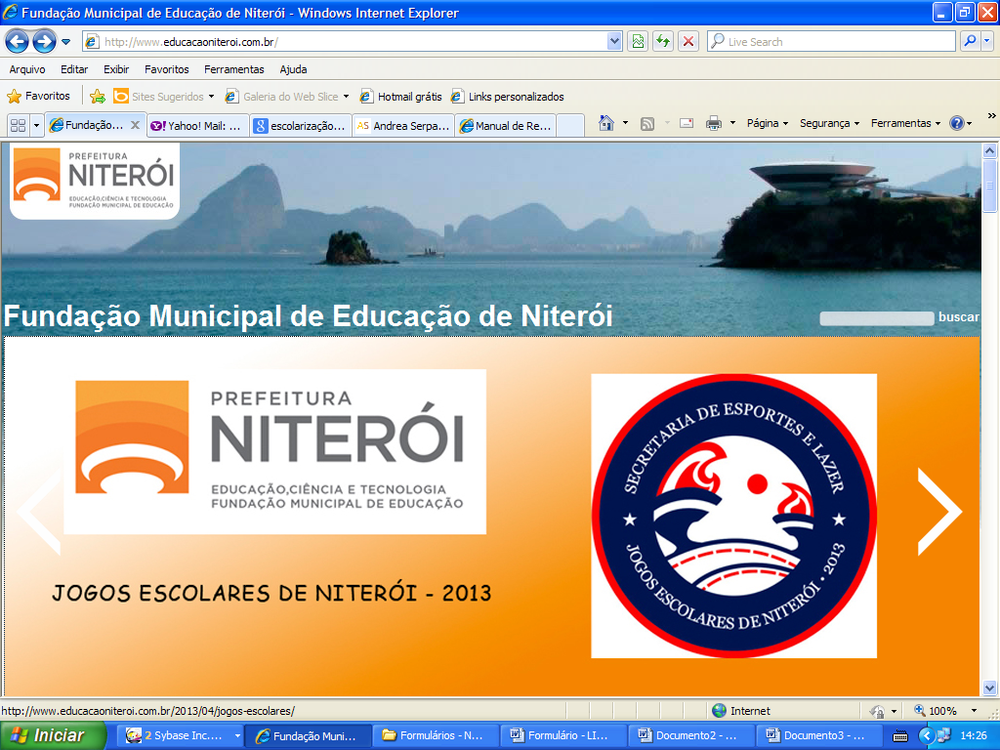 Fundação Municipal de Educação de Niterói - Windows Internet Explorer
http://www.educacaoniteroi.com.br/
Live Search
Arquivo Editar Exibir Favoritos Ferramentas Ajuda
Favoritos Sites Sugeridos Galeria do Web Slice Hotmail grátis Links personalizados
Fundação... Yahoo! Mail: ... escolarização... AS Andrea Serpa... Manual de Re... Página Segurança Ferramentas
PREFEITURA
NITERÓI
EDUCAÇÃO,CIÊNCIA E TECNOLOGIA
FUNDAÇÃO MUNICIPAL DE EDUCAÇÃO
Fundação Municipal de Educação de Niterói
buscar
PREFEITURA
NITERÓI
EDUCAÇÃO,CIÊNCIA E TECNOLOGIA
FUNDAÇÃO MUNICIPAL DE EDUCAÇÃO
JOGOS ESCOLARES DE NITERÓI - 2013
SECRETARIA DE ESPORTES E LAZER
JOGOS ESCOLARES DE NITERÓI • 2013
http://www.educacaoniteroi.com.br/2013/04/jogos-escolares/
Internet
100%
Iniciar
2 Sybase Inc....
Fundação Muni...
Formulários - N...
Formulário - LI...
Documento2 - ...
Documento3 - ...
14:26